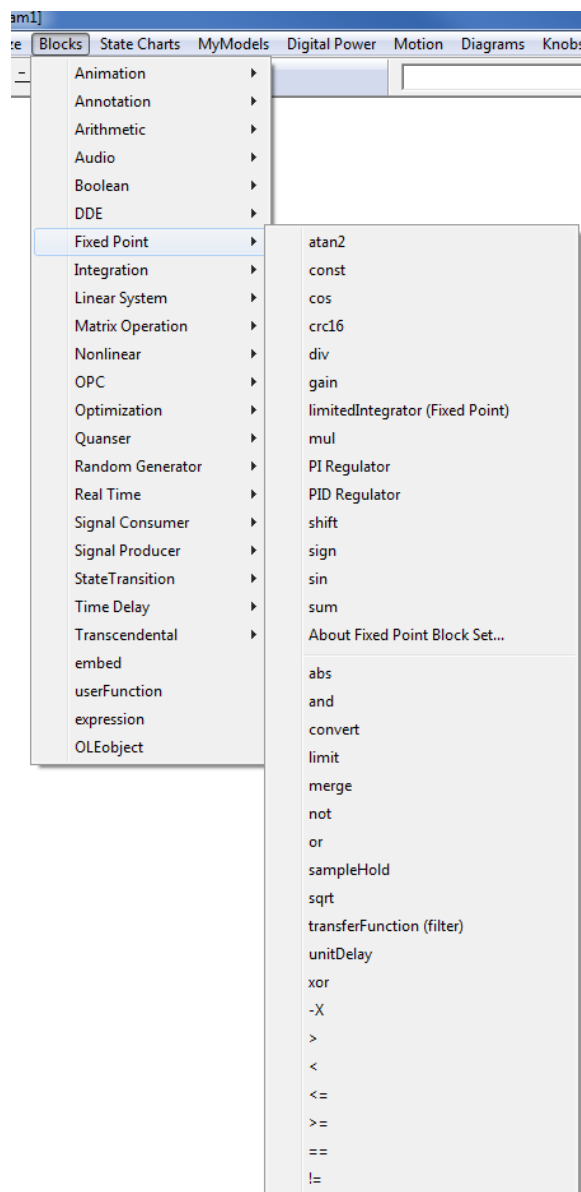 am1]
ze Blocks State Charts MyModels Digital Power Motion Diagrams Knobs
Animation
Annotation
Arithmetic
Audio
Boolean
DDE
Fixed Point
Integration
Linear System
Matrix Operation
Nonlinear
OPC
Optimization
Quanser
Random Generator
Real Time
Signal Consumer
Signal Producer
StateTransition
Time Delay
Transcendental
embed
userFunction
expression
OLEobject
atan2
const
cos
crc16
div
gain
limitedIntegrator (Fixed Point)
mul
PI Regulator
PID Regulator
shift
sign
sin
sum
About Fixed Point Block Set...
abs
and
convert
limit
merge
not
or
sampleHold
sqrt
transferFunction (filter)
unitDelay
xor
-X
>
<
<=
>=
==
!=